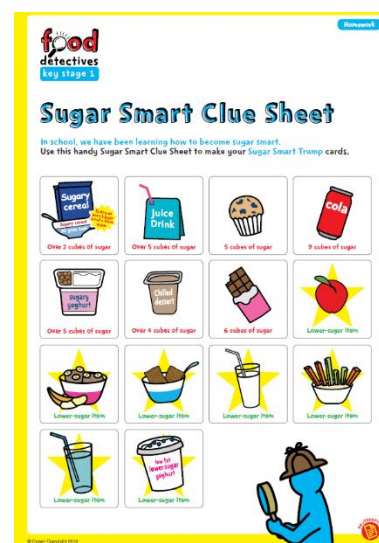 Homework
food
detectives
key stage 1
Sugar Smart Clue Sheet
In school, we have been learning how to become sugar smart.
Use this handy Sugar Smart Clue Sheet to make your Sugar Smart Trump cards.
Sugary
cereal
Over 2 cubes of sugar
Juice
Drink
Over 5 cubes of sugar
5 cubes of sugar
cola
9 cubes of sugar
sugary
yoghurt
Over 5 cubes of sugar
Chilled
dessert
Over 4 cubes of sugar
6 cubes of sugar
Lower-sugar item
Lower-sugar item
Lower-sugar item
Lower-sugar item
Lower-sugar item
Lower-sugar item
low fat
lower-sugar
yoghurt
Lower-sugar item
© Crown Copyright 2018